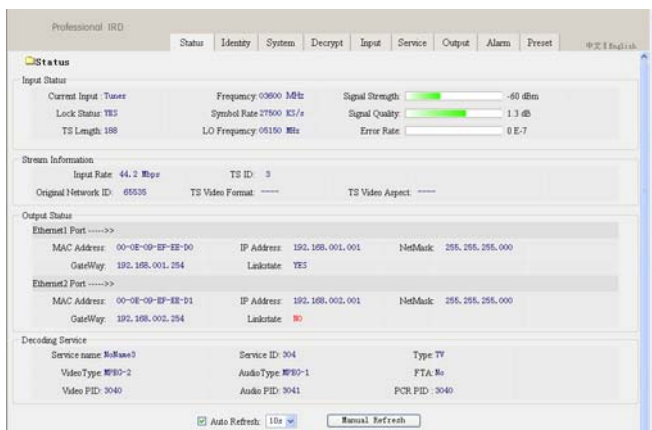 Professional IRD
Status Identity System Decrypt Input Service Output Alarm Preset 中文 English
Status
Input Status
Current Input : Tuner Frequency: 03600 MHz Signal Strength: -60 dBm
Lock Status: YES Symbol Rate 27500 KS/s Signal Quality: 1.3 dB
TS Length: 188 LO Frequency: 05150 MHz Error Rate: 0 E-7
Stream Information
Input Rate: 44.2 Mbps TS ID: 3
Original Network ID: 65535 TS Video Format: ---- TS Video Aspect: ----
Output Status
Ethernet1 Port ----->>
MAC Address: 00-0E-09-EF-EE-D0 IP Address: 192.168.001.001 NetMask: 255.255.255.000
GateWay: 192.168.001.254 Linkstate: YES
Ethernet2 Port ----->>
MAC Address: 00-0E-09-EF-EE-D1 IP Address: 192.168.002.001 NetMask: 255.255.255.000
GateWay: 192.168.002.254 Linkstate: NO
Decoding Service
Service name: NoName3 Service ID: 304 Type: TV
VideoType: MPEG-2 AudioType: MPEG-1 FTA: No
Video PID: 3040 Audio PID: 3041 PCR PID : 3040
Auto Refresh: 10s Manual Refresh